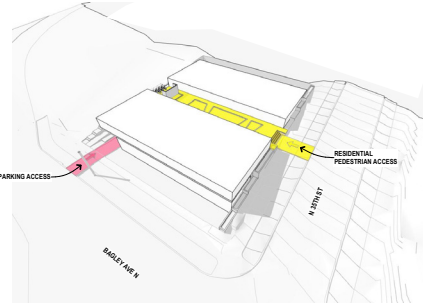 RESIDENTIAL
PEDESTRIAN ACCESS
PARKING ACCESS
N 35TH ST
BAGLEY AVE N